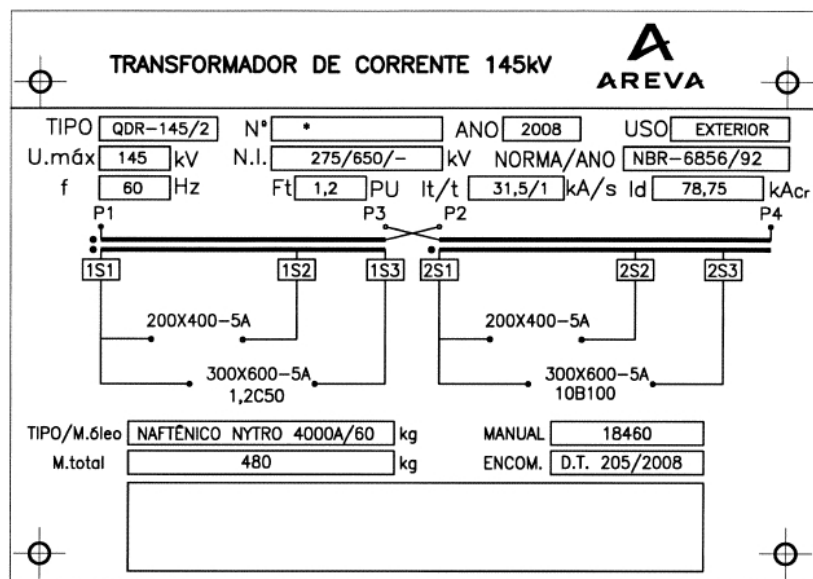 TRANSFORMADOR DE CORRENTE 145kV
AREVA
TIPO QDR-145/2 Nº * ANO 2008 USO EXTERIOR
U.máx 145 kV N.I. 275/650/- kV NORMA/ANO NBR-6856/92
f 60 Hz Ft 1,2 PU It/t 31,5/1 kA/s Id 78,75 kAcr
P1 P3 P2 P4
1S1 1S2 1S3 2S1 2S2 2S3
200X400-5A 200X400-5A
300X600-5A 300X600-5A
1,2C50 10B100
TIPO/M.óleo NAFTÊNICO NYTRO 4000A/60 kg MANUAL 18460
M.total 480 kg ENCOM. D.T. 205/2008